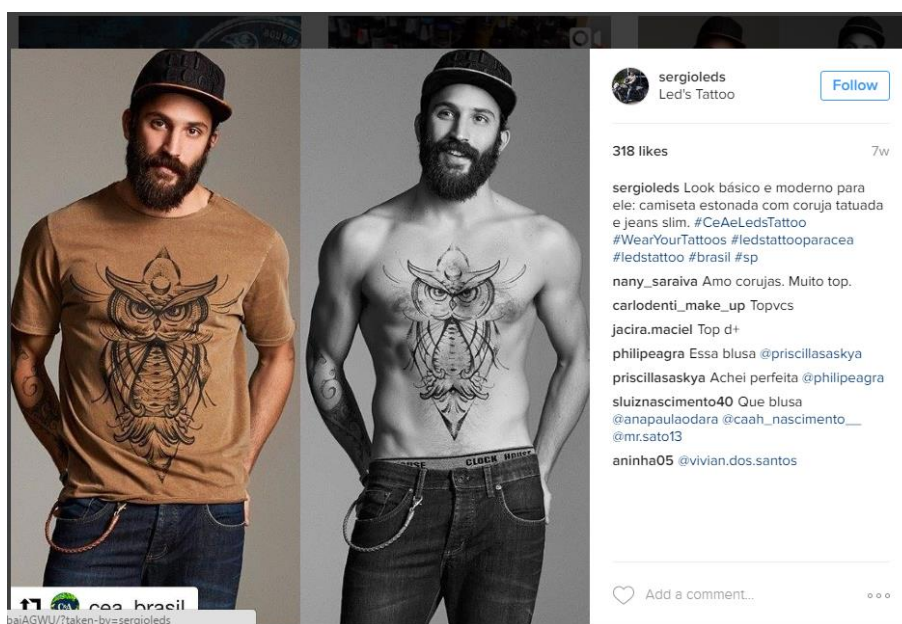 CLOCK HOUSE
C&A
cea_brasil
baiAGWU/?taken-by=sergioleds
sergioleds
Led's Tattoo
Follow
318 likes
7w
sergioleds Look básico e moderno para
ele: camiseta estonada com coruja tatuada
e jeans slim. #CeAeLedsTattoo
#WearYourTattoos #ledstattooparacea
#ledstattoo #brasil #sp
nany_saraiva Amo corujas. Muito top.
carlodenti_make_up Topvcs
jacira.maciel Top d+
philipeagra Essa blusa @priscillasaskya
priscillasaskya Achei perfeita @philipeagra
sluiznascimento40 Que blusa
@anapaulaodara @caah_nascimento__
@mr.sato13
aninha05 @vivian.dos.santos
Add a comment...